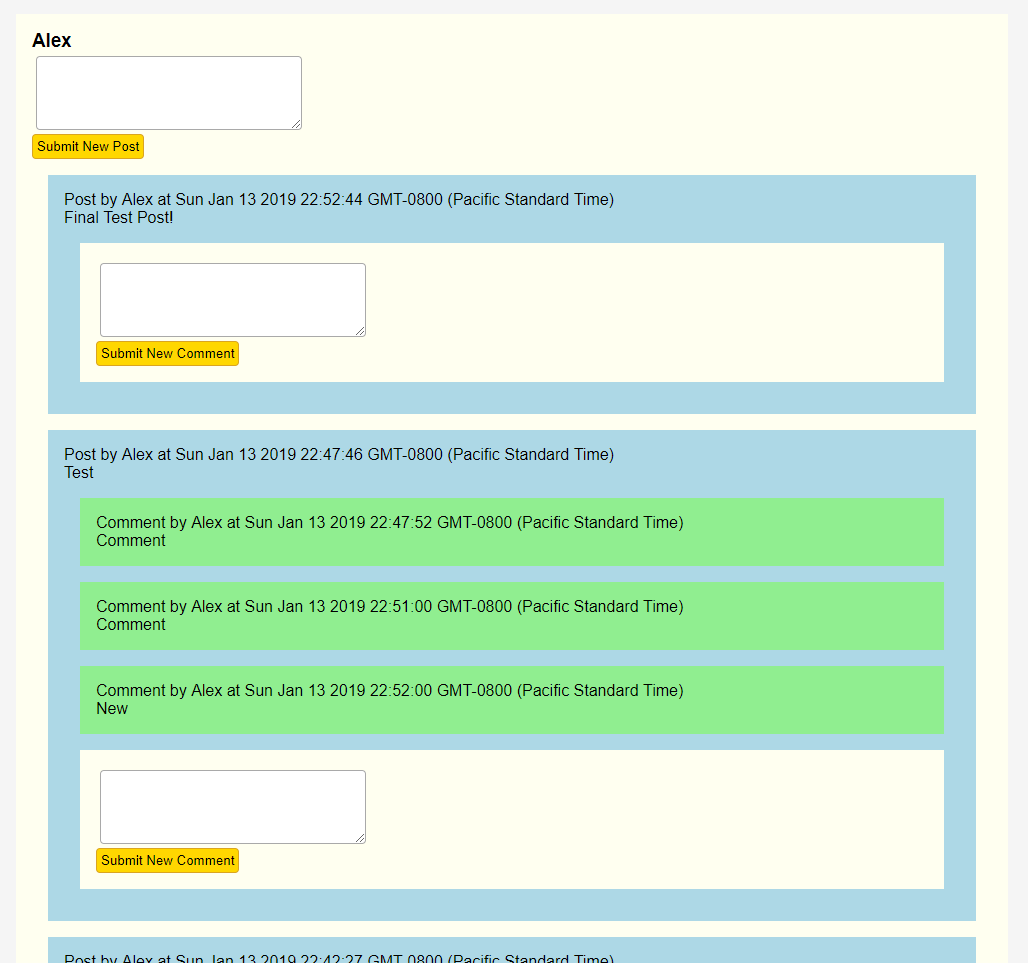 Alex
Submit New Post
Post by Alex at Sun Jan 13 2019 22:52:44 GMT-0800 (Pacific Standard Time)
Final Test Post!
Submit New Comment
Post by Alex at Sun Jan 13 2019 22:47:46 GMT-0800 (Pacific Standard Time)
Test
Comment by Alex at Sun Jan 13 2019 22:47:52 GMT-0800 (Pacific Standard Time)
Comment
Comment by Alex at Sun Jan 13 2019 22:51:00 GMT-0800 (Pacific Standard Time)
Comment
Comment by Alex at Sun Jan 13 2019 22:52:00 GMT-0800 (Pacific Standard Time)
New
Submit New Comment
Post by Alex at Sun Jan 13 2019 22:42:27 GMT-0800 (Pacific Standard Time)